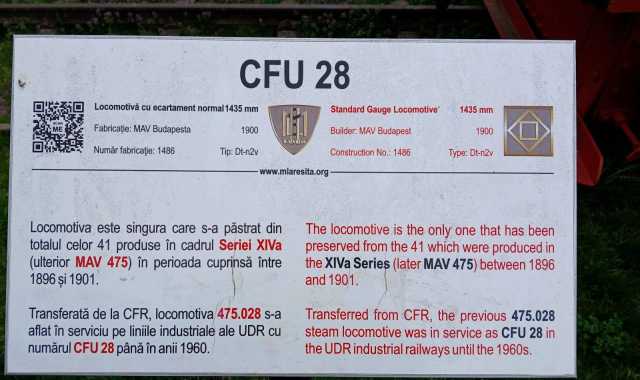 CFU 28
Locomotivă cu ecartament normal 1435 mm
Fabricație: MAV Budapesta 1900
Număr fabricație: 1486 Tip: Dt-n2v
Standard Gauge Locomotive 1435 mm
Builder: MAV Budapest 1900
Construction No.: 1486 Type: Dt-n2v
www.mlaresita.org
Locomotiva este singura care s-a păstrat din
totalul celor 41 produse în cadrul Seriei XIVa
(ulterior MAV 475) în perioada cuprinsă între
1896 și 1901.
Transferată de la CFR, locomotiva 475.028 s-a
aflat în serviciu pe liniile industriale ale UDR cu
numărul CFU 28 până în anii 1960.
The locomotive is the only one that has been
preserved from the 41 which were produced in
the XIVa Series (later MAV 475) between 1896
and 1901.
Transferred from CFR, the previous 475.028
steam locomotive was in service as CFU 28 in
the UDR industrial railways until the 1960s.